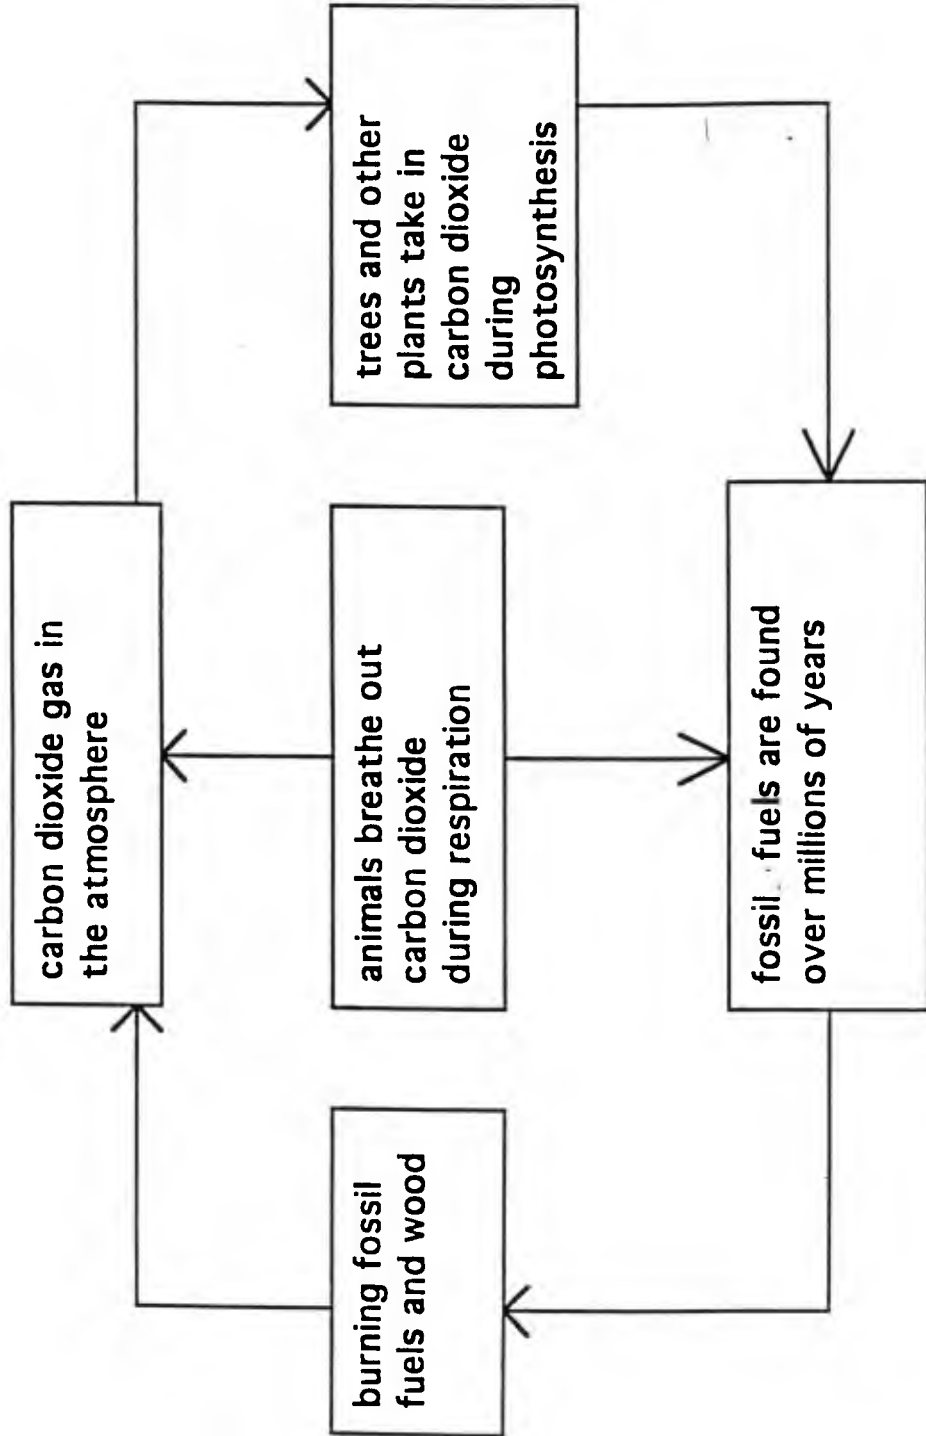 carbon dioxide gas in
the atmosphere
burning fossil
fuels and wood
animals breathe out
carbon dioxide
during respiration
trees and other
plants take in
carbon dioxide
during
photosynthesis
fossil fuels are found
over millions of years